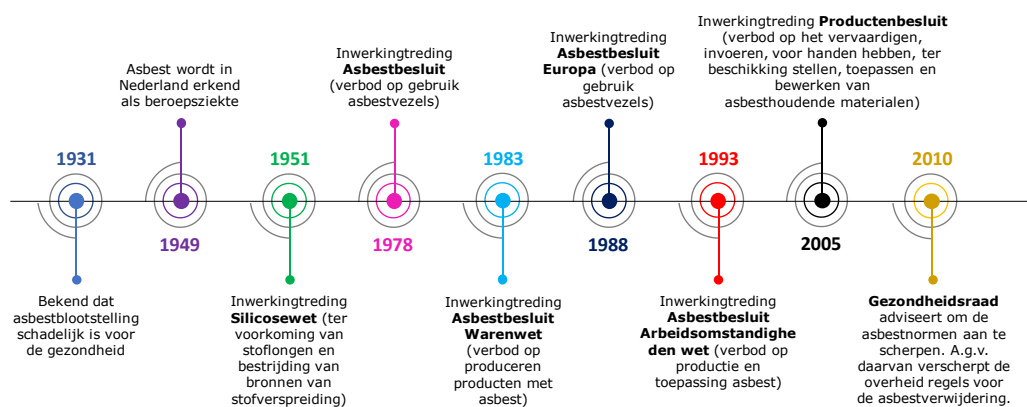 1931
Bekend dat
asbestblootstelling
schadelijk is voor
de gezondheid
Asbest wordt in
Nederland erkend
als beroepsziekte
1949
1951
Inwerkingtreding
Silicosewet (ter
voorkoming van
stoflongen en
bestrijding van
bronnen van
stofverspreiding)
Inwerkingtreding
Asbestbesluit
(verbod op gebruik
asbestvezels)
1978
1983
Inwerkingtreding
Asbestbesluit
Warenwet
(verbod op
produceren
producten met
asbest)
Inwerkingtreding
Asbestbesluit
Europa (verbod op
gebruik
asbestvezels)
1988
1993
Inwerkingtreding
Asbestbesluit
Arbeidsomstandighe
den wet (verbod op
productie en
toepassing asbest)
Inwerkingtreding Productenbesluit
(verbod op het vervaardigen,
invoeren, voor handen hebben, ter
beschikking stellen, toepassen en
bewerken van
asbesthoudende materialen)
2005
2010
Gezondheidsraad
adviseert om de
asbestnormen aan te
scherpen. A.g.v.
daarvan verscherpt de
overheid regels voor
de asbestverwijdering.